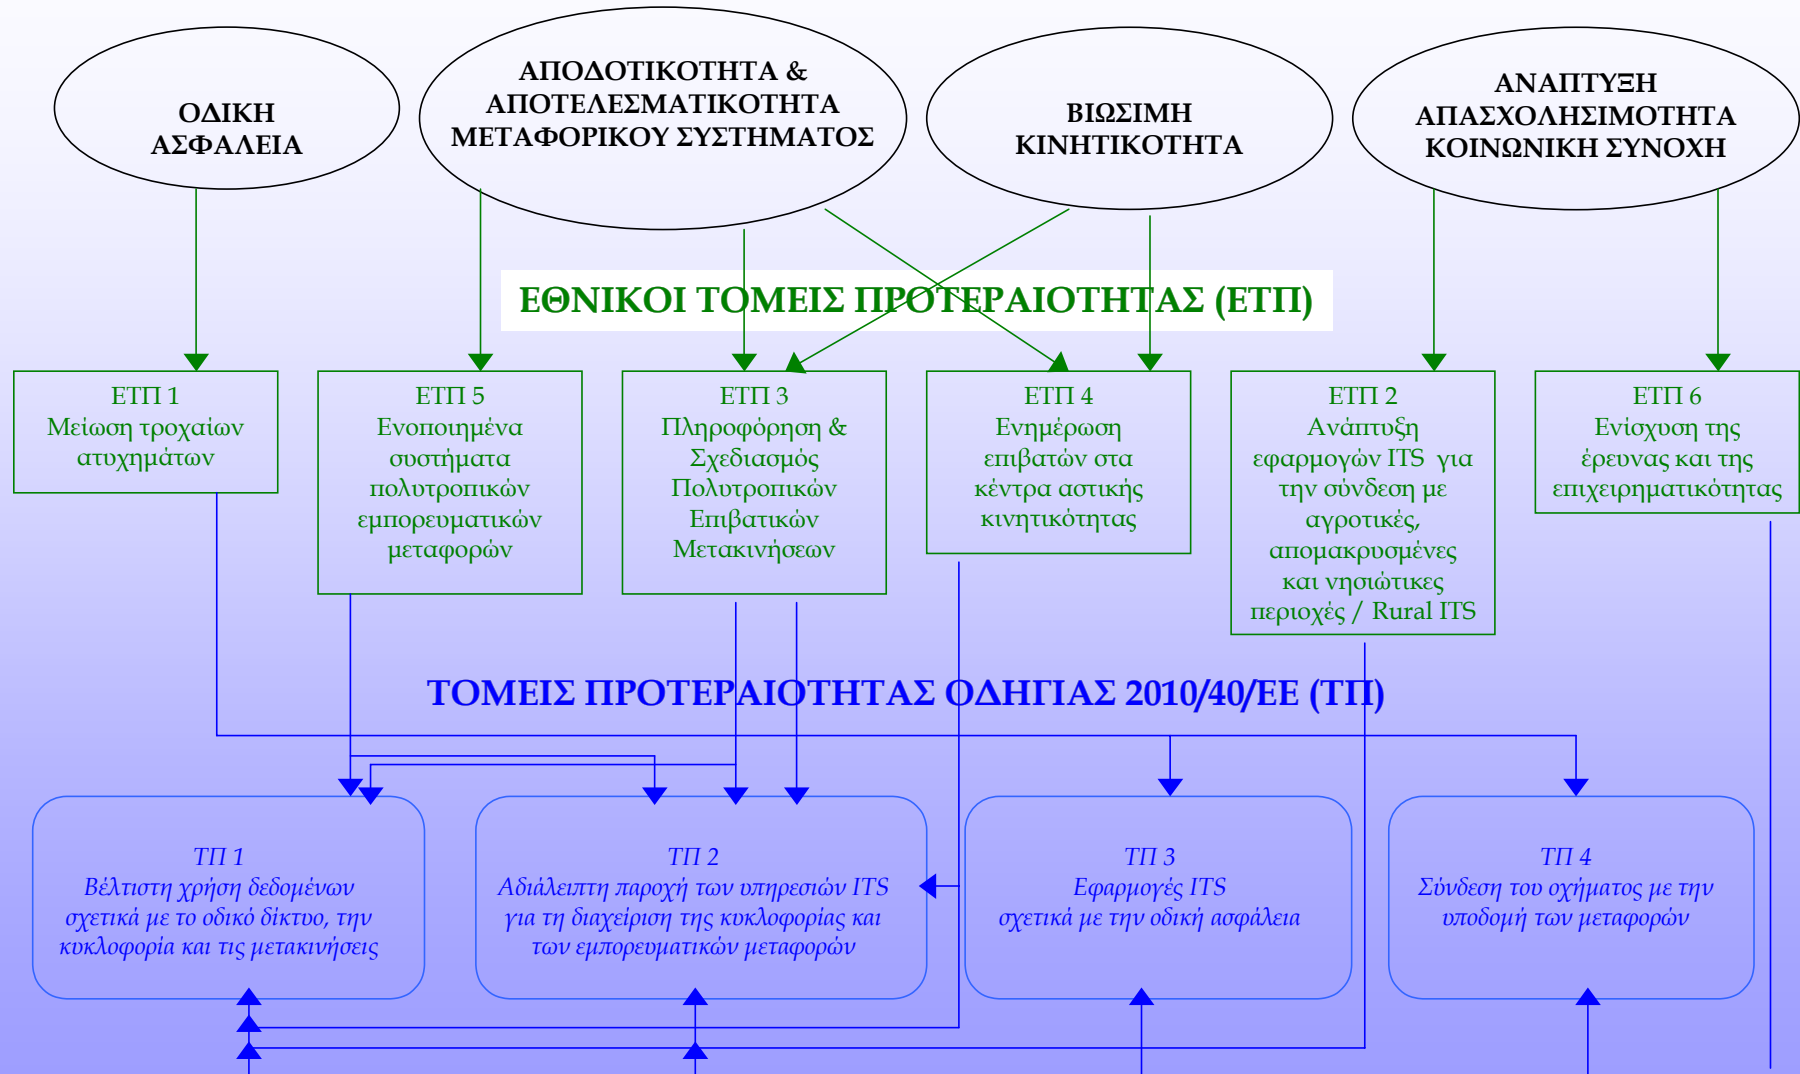 ΟΔΙΚΗ
ΑΣΦΑΛΕΙΑ
ΑΠΟΔΟΤΙΚΟΤΗΤΑ &
ΑΠΟΤΕΛΕΣΜΑΤΙΚΟΤΗΤΑ
ΜΕΤΑΦΟΡΙΚΟΥ ΣΥΣΤΗΜΑΤΟΣ
ΒΙΩΣΙΜΗ
ΚΙΝΗΤΙΚΟΤΗΤΑ
ΑΝΑΠΤΥΞΗ
ΑΠΑΣΧΟΛΗΣΙΜΟΤΗΤΑ
ΚΟΙΝΩΝΙΚΗ ΣΥΝΟΧΗ
ΕΘΝΙΚΟΙ ΤΟΜΕΙΣ ΠΡΟΤΕΡΑΙΟΤΗΤΑΣ (ΕΤΠ)
ΕΤΠ 1
Μείωση τροχαίων
ατυχημάτων
ΕΤΠ 5
Ενοποιημένα
συστήματα
πολυτροπικών
εμπορευματικών
μεταφορών
ΕΤΠ 3
Πληροφόρηση &
Σχεδιασμός
Πολυτροπικών
Επιβατικών
Μετακινήσεων
ΕΤΠ 4
Ενημέρωση
επιβατών στα
κέντρα αστικής
κινητικότητας
ΕΤΠ 2
Ανάπτυξη
εφαρμογών ITS για
την σύνδεση με
αγροτικές,
απομακρυσμένες
και νησιώτικες
περιοχές / Rural ITS
ΕΤΠ 6
Ενίσχυση της
έρευνας και της
επιχειρηματικότητας
ΤΟΜΕΙΣ ΠΡΟΤΕΡΑΙΟΤΗΤΑΣ ΟΔΗΓΙΑΣ 2010/40/ΕΕ (ΤΠ)
ΤΠ 1
Βέλτιστη χρήση δεδομένων
σχετικά με το οδικό δίκτυο, την
κυκλοφορία και τις μετακινήσεις
ΤΠ 2
Αδιάλειπτη παροχή των υπηρεσιών ITS
για τη διαχείριση της κυκλοφορίας και
των εμπορευματικών μεταφορών
ΤΠ 3
Εφαρμογές ITS
σχετικά με την οδική ασφάλεια
ΤΠ 4
Σύνδεση του οχήματος με την
υποδομή των μεταφορών